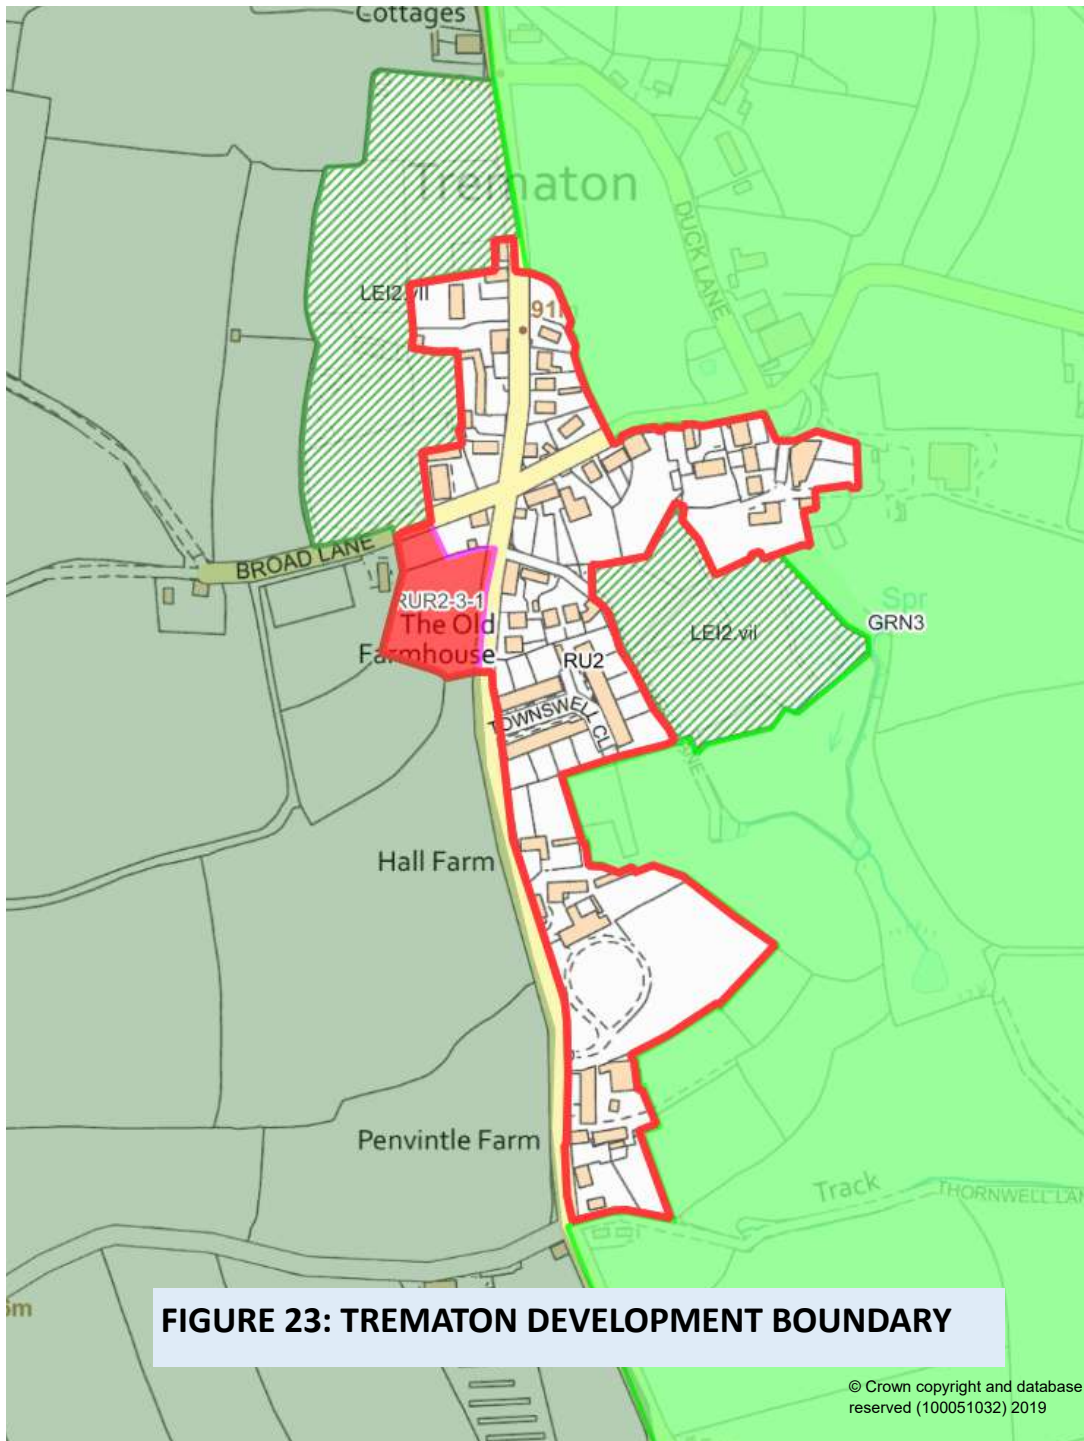 Cottages
Trematon
DUCK LANE
LEI2.vii
91m
BROAD LANE
RUR2-3-1
The Old
Farmhouse
LEI2.vii
Spr
GRN3
RU2
TOWNSWELL CL
Hall Farm
Penvintle Farm
Track
THORNWELL LAN
FIGURE 23: TREMATON DEVELOPMENT BOUNDARY
© Crown copyright and database
reserved (100051032) 2019